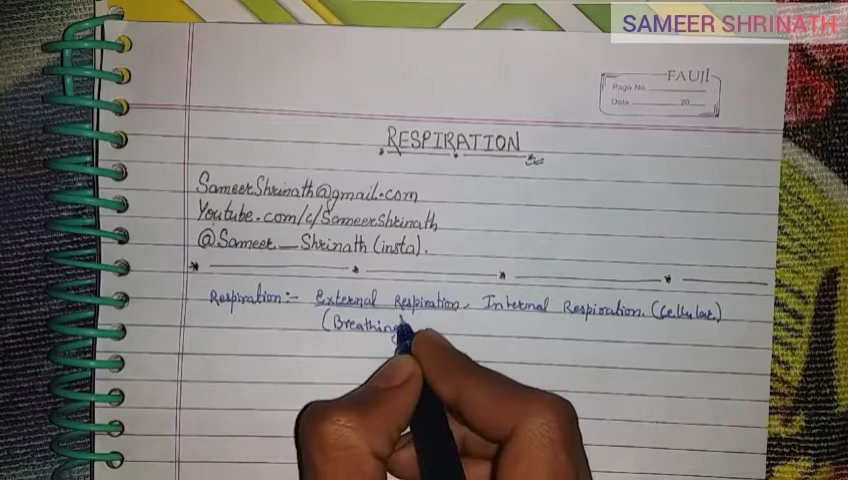 SAMEER SHRINATH
FAUJI
Page No.
Date 20
RESPIRATION
SameerShrinath@gmail.com
Youtube.com/c/SameerShrinath
@Sameer_Shrinath (insta).
Respiration:- External Respiration, Internal Respiration. (Cellular)
(Breathing